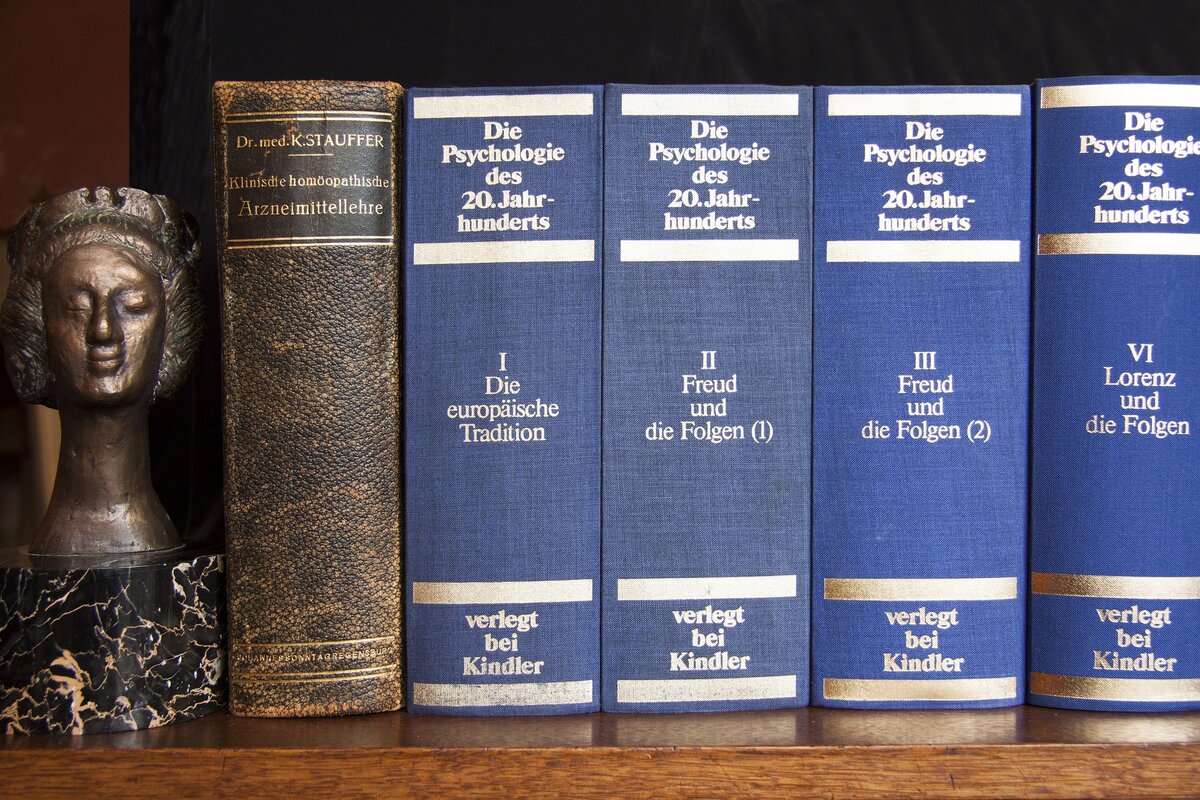 Dr. med. K. STAUFFER
Klinische homöopathische
Arzneimittellehre
Die
Psychologie
des
20. Jahr-
hunderts
I
Die
europäische
Tradition
verlegt
bei
Kindler
Die
Psychologie
des
20. Jahr-
hunderts
II
Freud
und
die Folgen (1)
verlegt
bei
Kindler
Die
Psychologie
des
20. Jahr-
hunderts
III
Freud
und
die Folgen (2)
verlegt
bei
Kindler
Die
Psychologie
des
20. Jahr-
hunderts
VI
Lorenz
und
die Folgen
verlegt
bei
Kindler